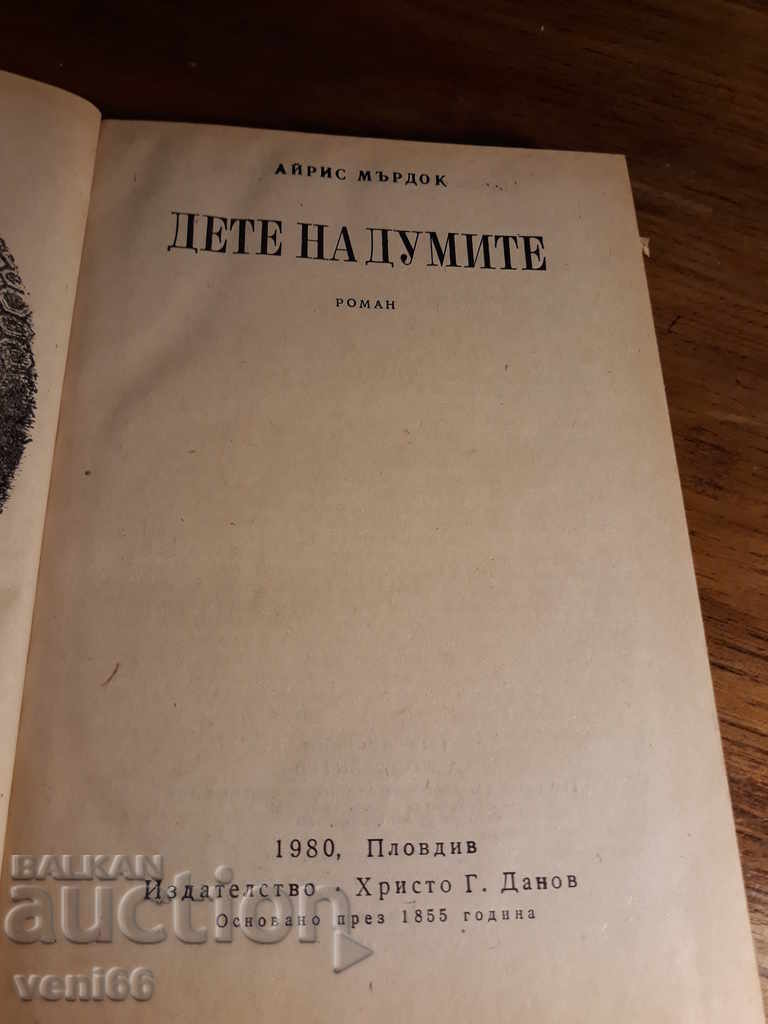 АЙРИС МЪРДОК
ДЕТЕ НА ДУМИТЕ
РОМАН
1980, Пловдив
Издателство · Христо Г. Данов
Основано през 1855 година
BALKAN
auction
veni66